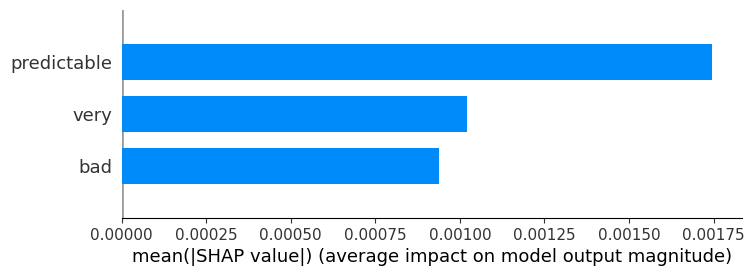 predictable
very
bad
0.00000 0.00025 0.00050 0.00075 0.00100 0.00125 0.00150 0.00175
mean(|SHAP value|) (average impact on model output magnitude)